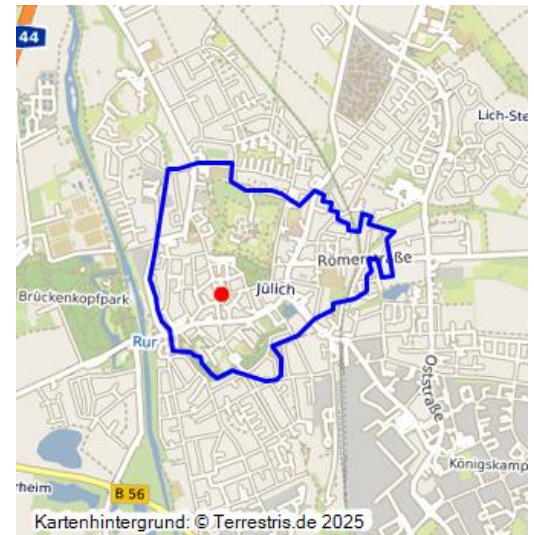 44
Lich-Ste
Römerstraße
Brückenkopfpark
Jülich
Rur
Oststraße
Königskamp
rheim
B 56
Kartenhintergrund: © Terrestris.de 2025